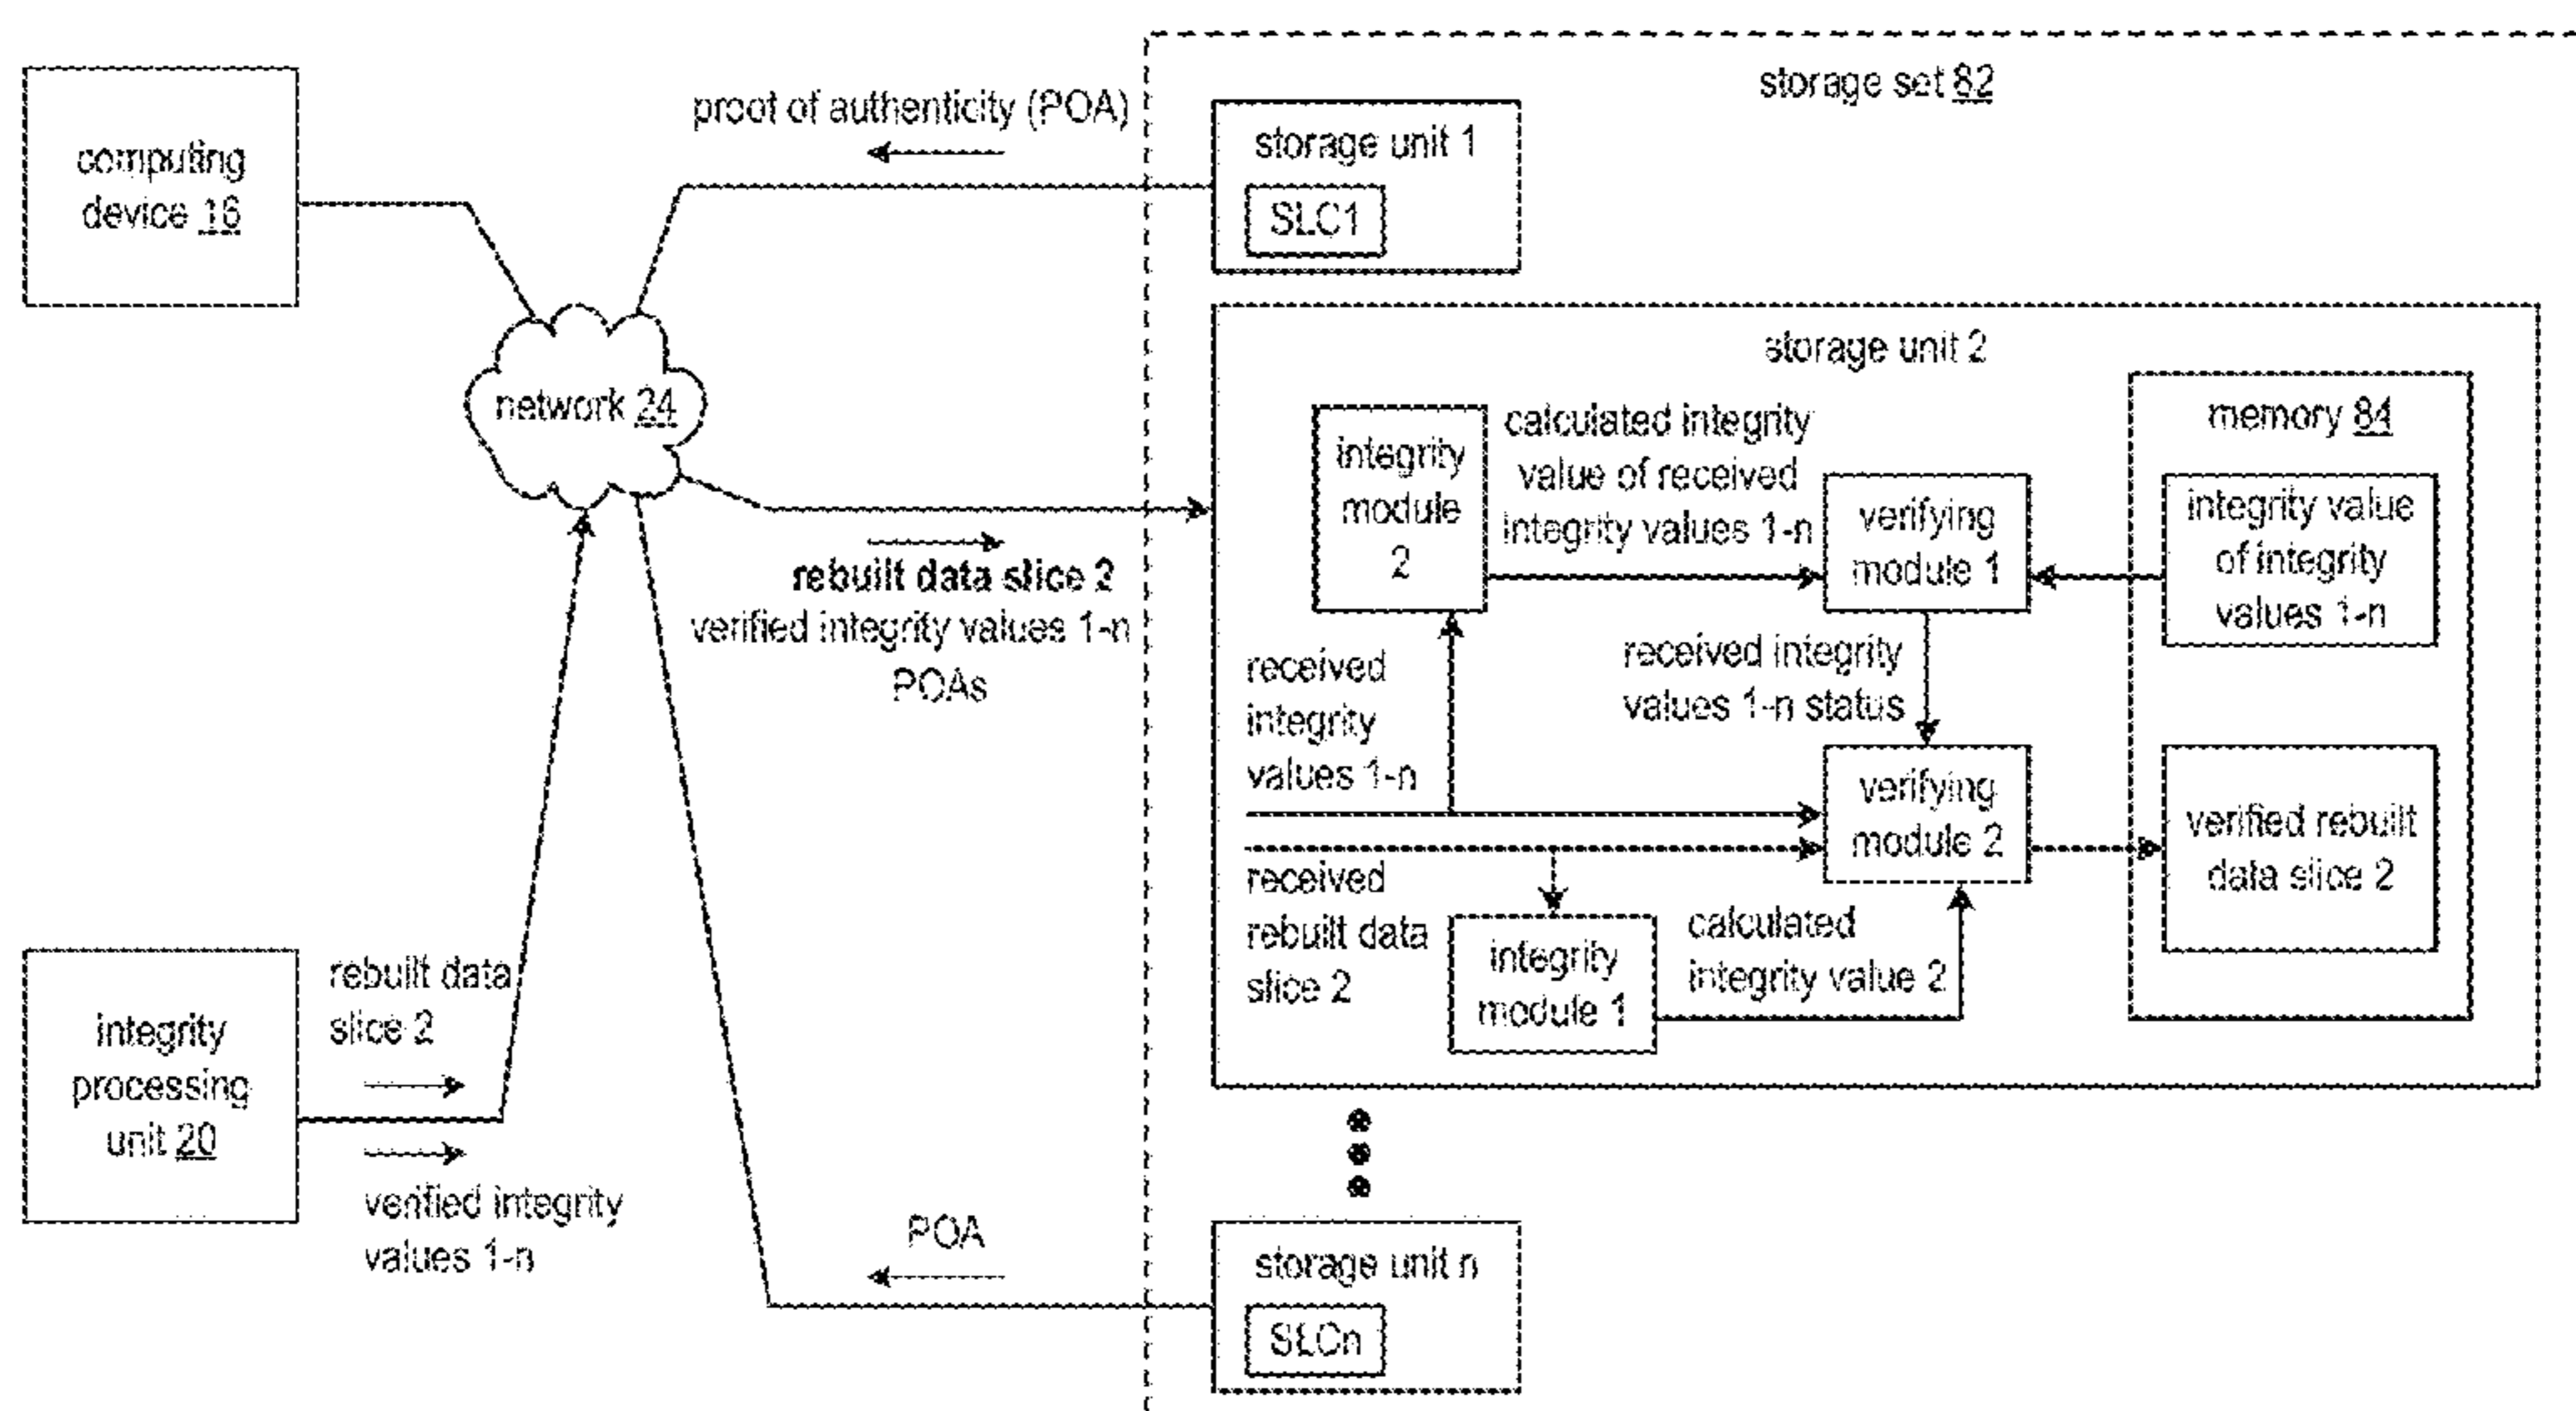 storage set 82
computing
device 16
proof of authenticity (POA)
storage unit 1
SLC1
network 24
rebuilt data slice 2
verified integrity values 1-n
POAs
storage unit 2
integrity
module
2
calculated integrity
value of received
integrity values 1-n
verifying
module 1
memory 84
integrity value
of integrity
values 1-n
received
integrity
values 1-n
received integrity
values 1-n status
verifying
module 2
verified rebuilt
data slice 2
received
rebuilt data
slice 2
integrity
module 1
calculated
integrity value 2
integrity
processing
unit 20
rebuilt data
slice 2
verified integrity
values 1-n
POA
storage unit n
SLCn